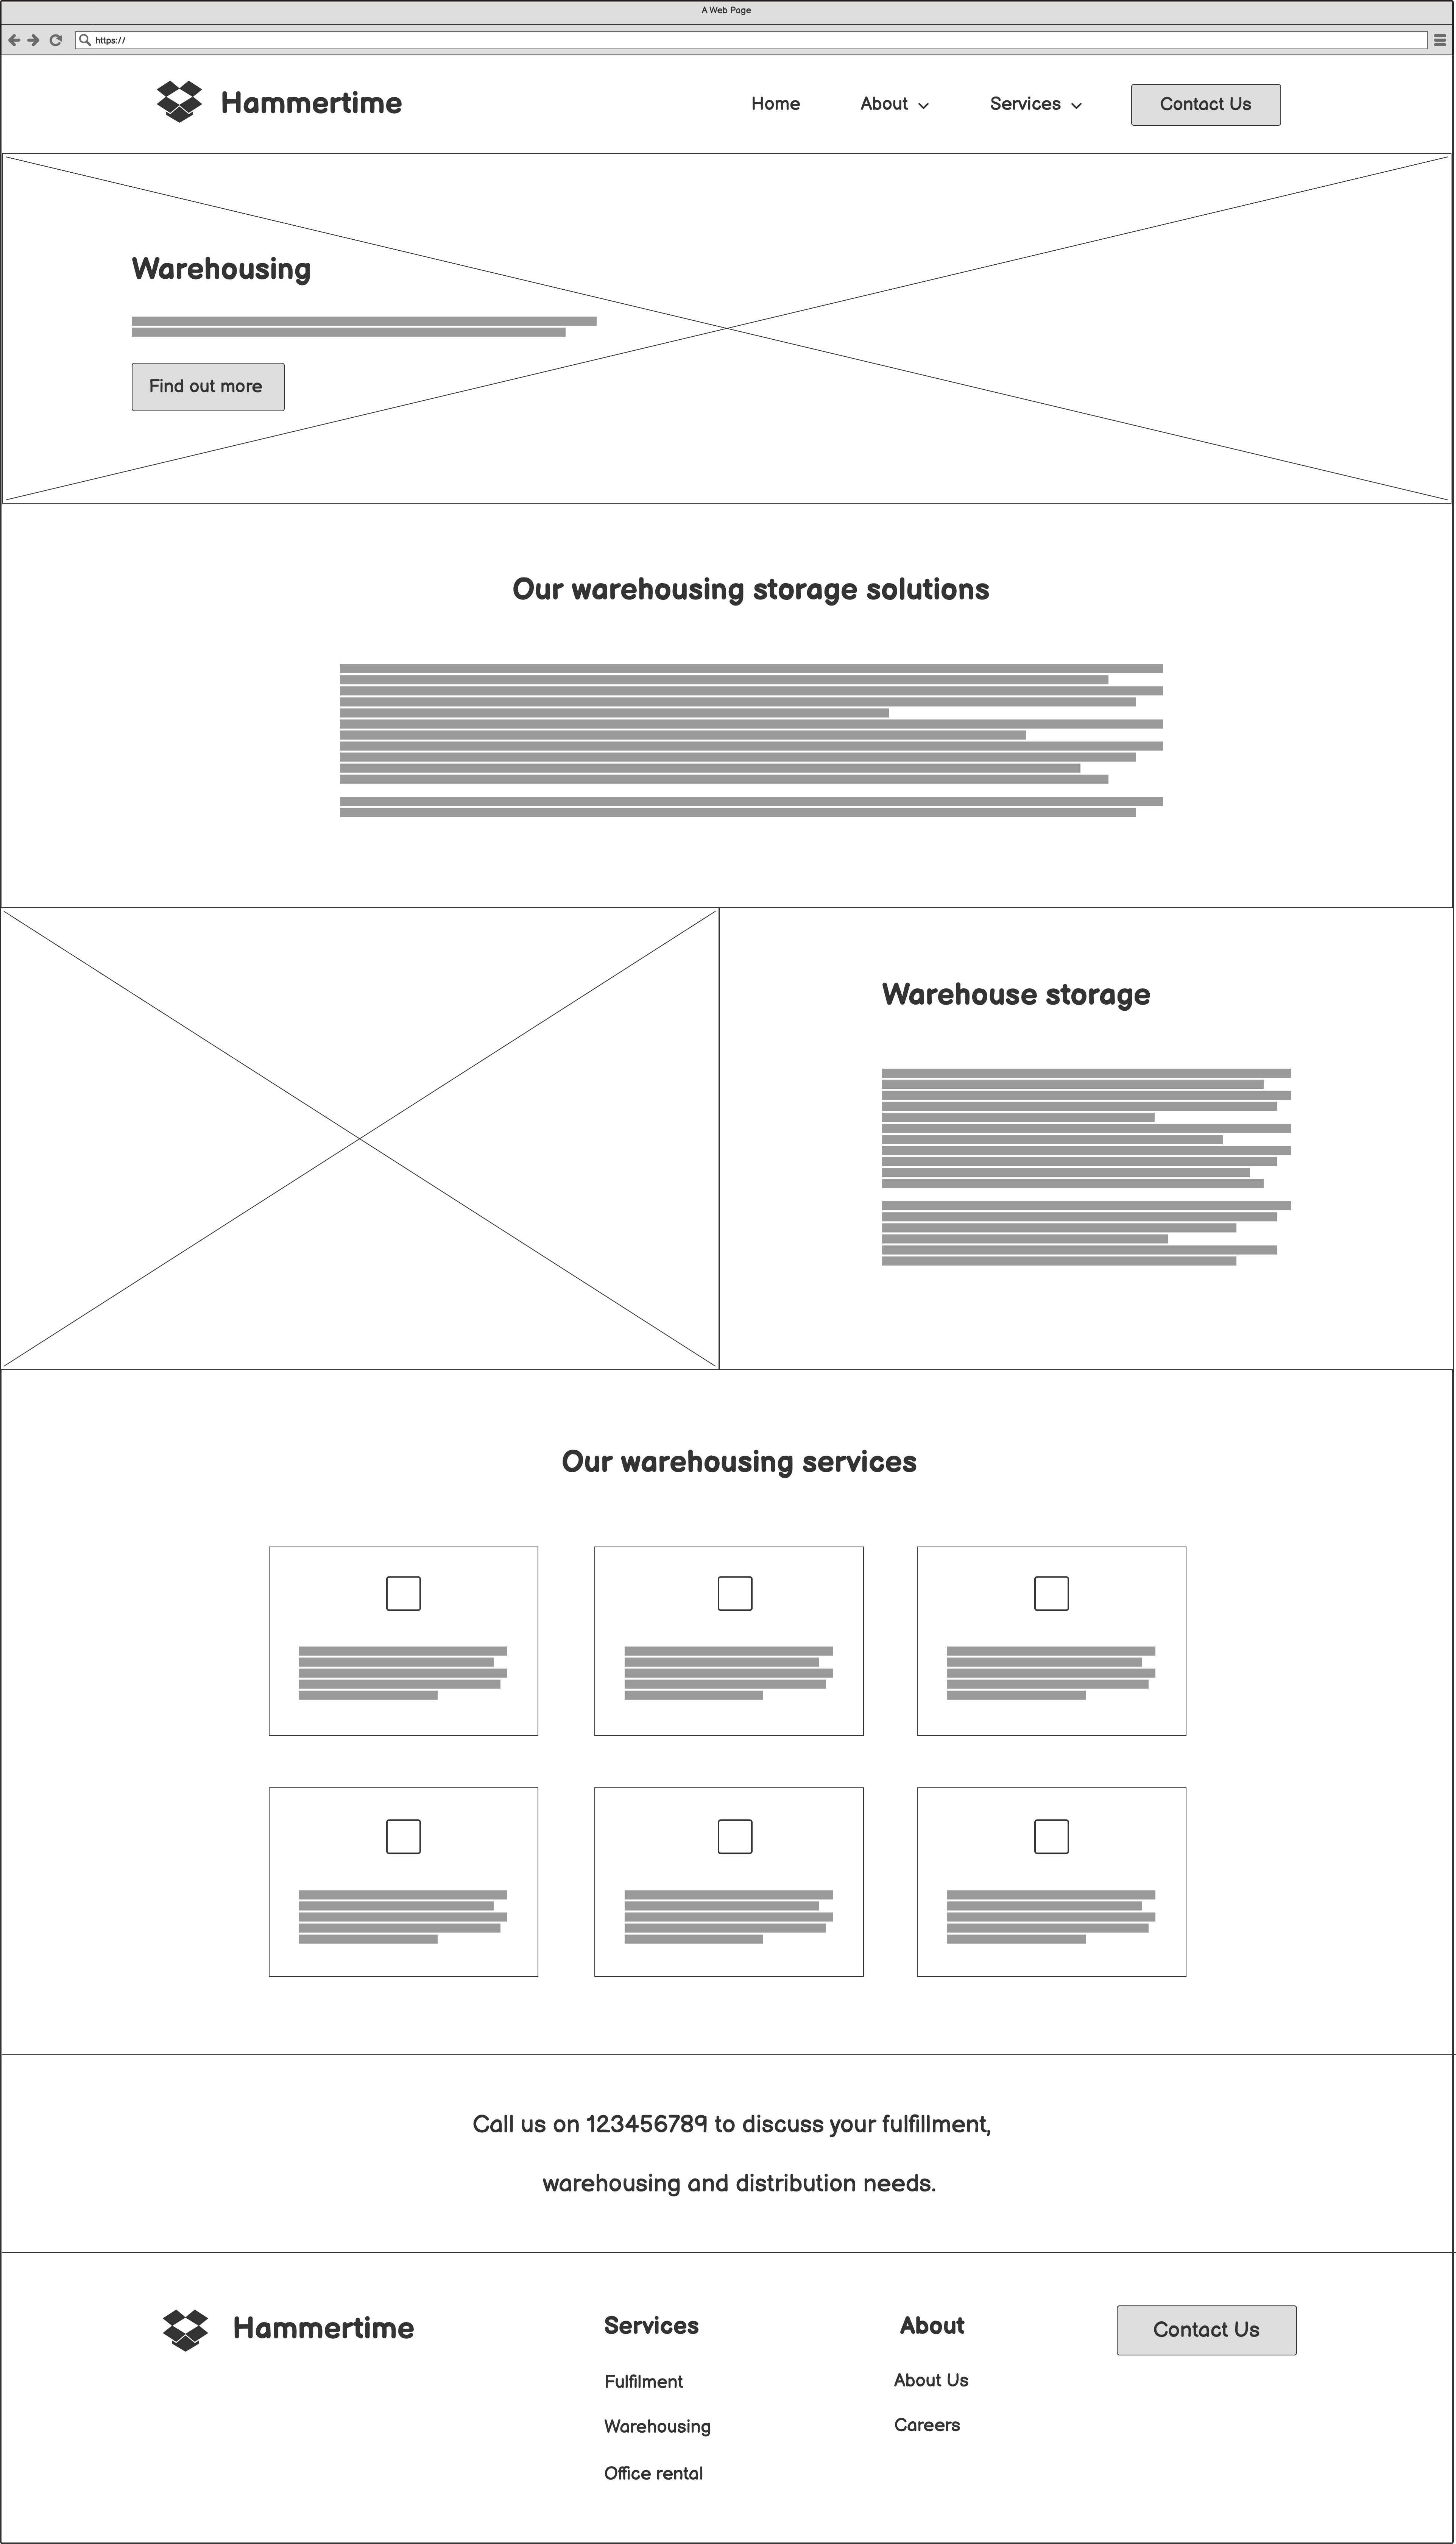 A Web Page
https://
Hammertime
Home About Services Contact Us
Warehousing
Find out more
Our warehousing storage solutions
Warehouse storage
Our warehousing services
Call us on 123456789 to discuss your fulfillment,
warehousing and distribution needs.
Hammertime
Services
Fulfilment
Warehousing
Office rental
About
About Us
Careers
Contact Us